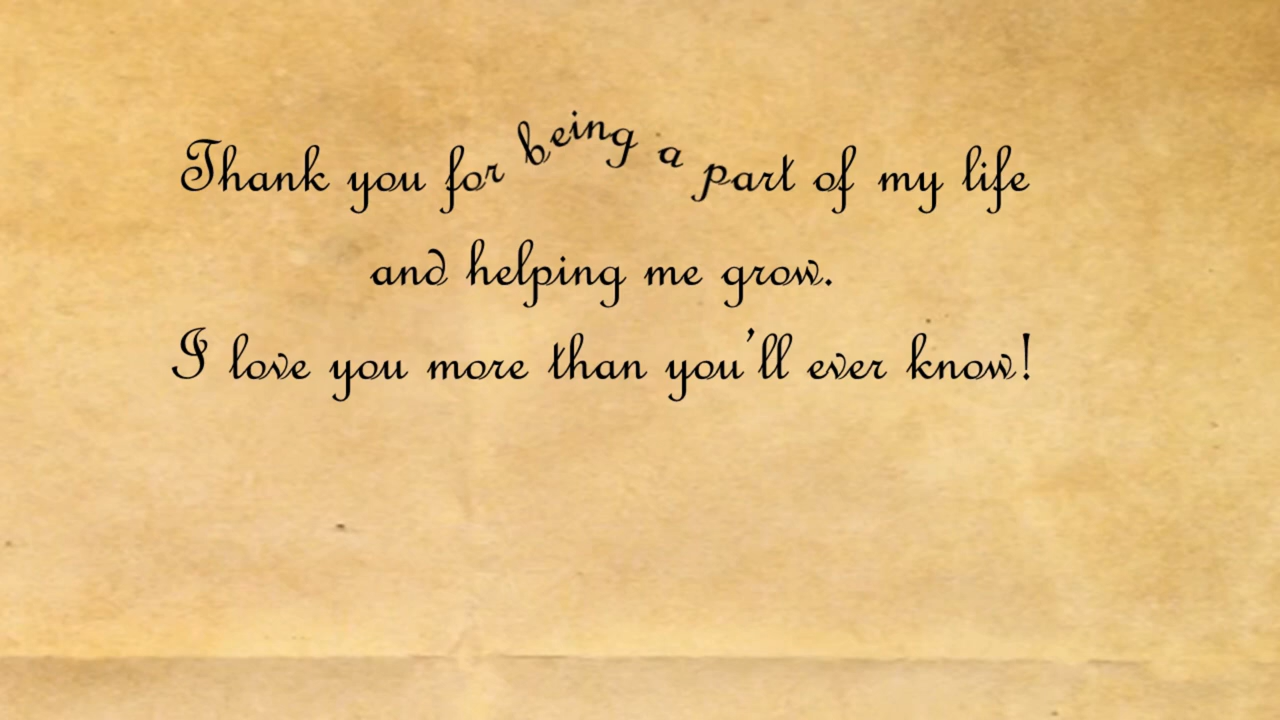 Thank you for being a part of my life
and helping me grow.
I love you more than you'll ever know!